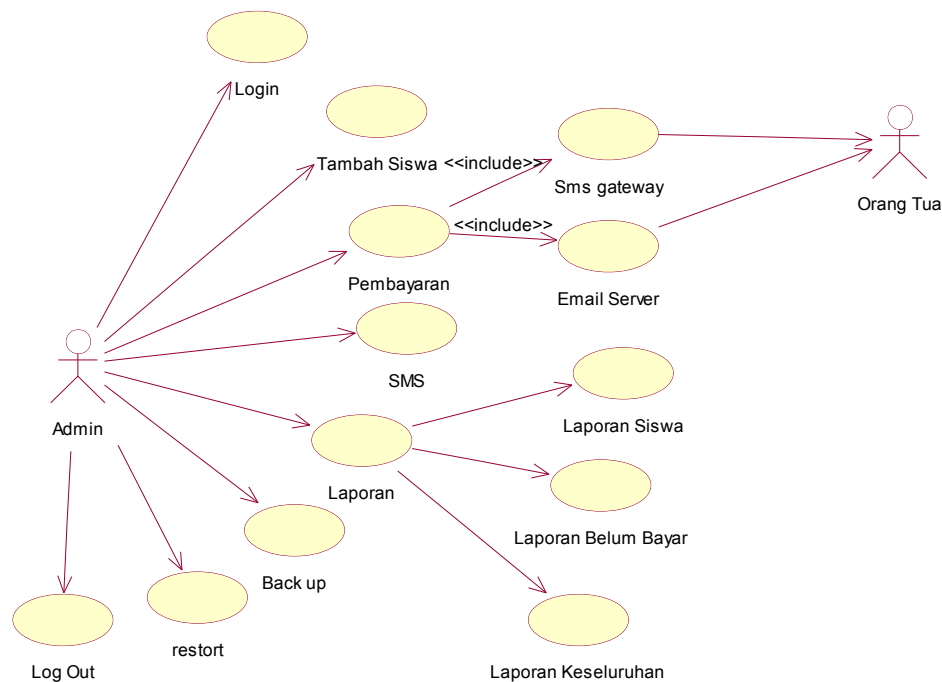 Login
Tambah Siswa
<<include>>
Sms gateway
Orang Tua
<<include>>
Pembayaran
Email Server
SMS
Admin
Laporan Siswa
Laporan
Laporan Belum Bayar
Back up
restort
Log Out
Laporan Keseluruhan